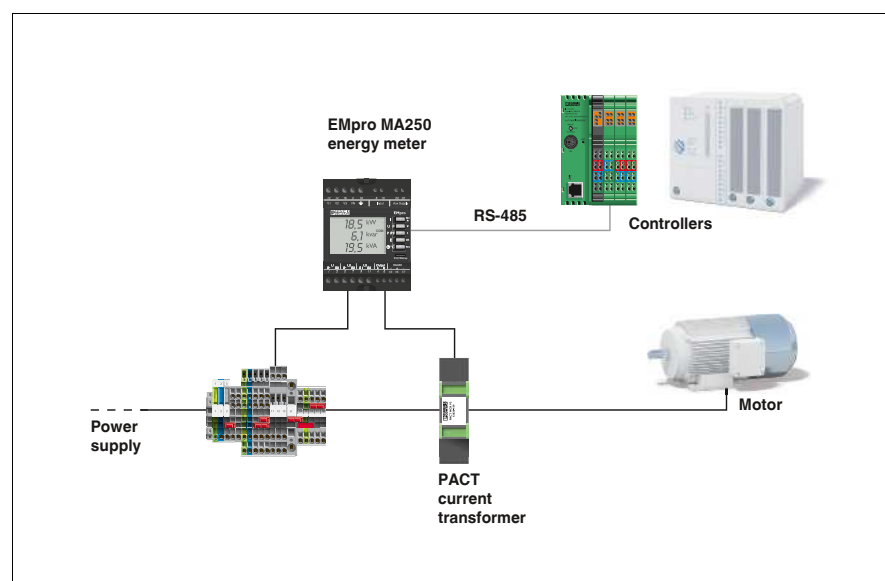 EMpro MA250
energy meter
EMpro
18,5 kW
6,1 kvar
19,5 kVA
RS-485
Controllers
Power
supply
PACT
current
transformer
Motor